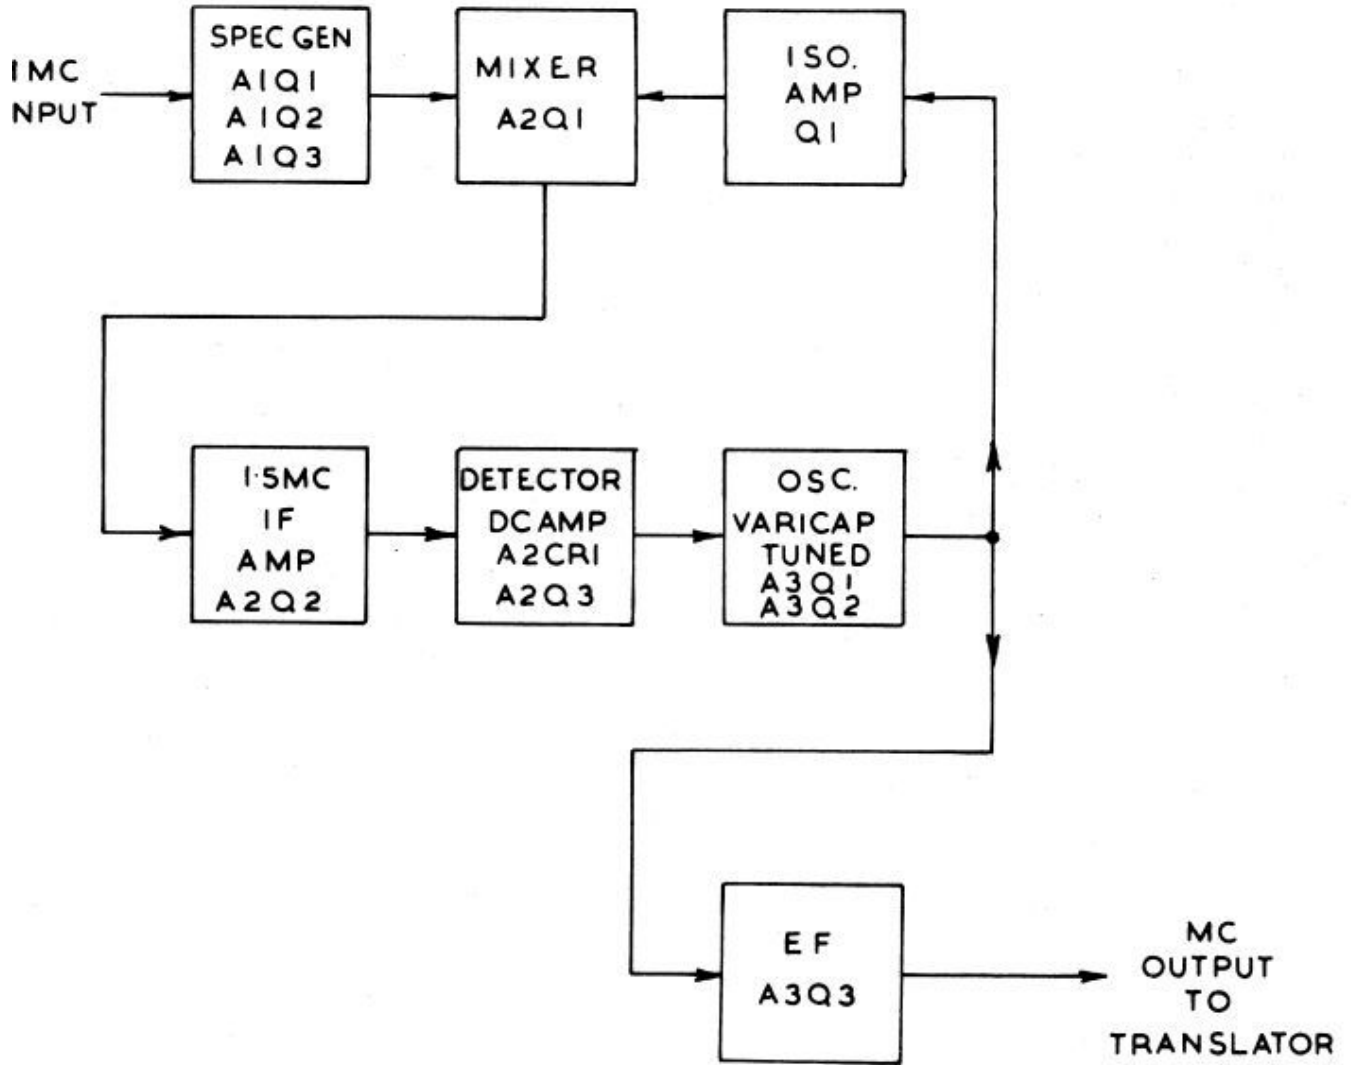 1MC
NPUT
SPEC GEN
A1Q1
A1Q2
A1Q3
MIXER
A2Q1
ISO.
AMP
Q1
1·5MC
IF
AMP
A2Q2
DETECTOR
DC AMP
A2CR1
A2Q3
OSC.
VARICAP
TUNED
A3Q1
A3Q2
EF
A3Q3
MC
OUTPUT
TO
TRANSLATOR